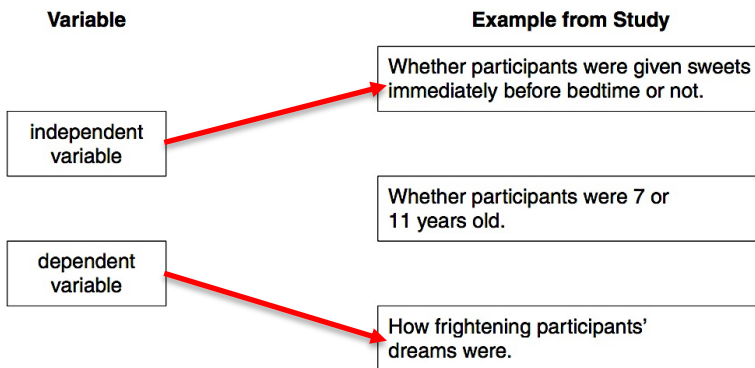 Variable
Example from Study
Whether participants were given sweets
immediately before bedtime or not.
independent
variable
Whether participants were 7 or
11 years old.
dependent
variable
How frightening participants’
dreams were.